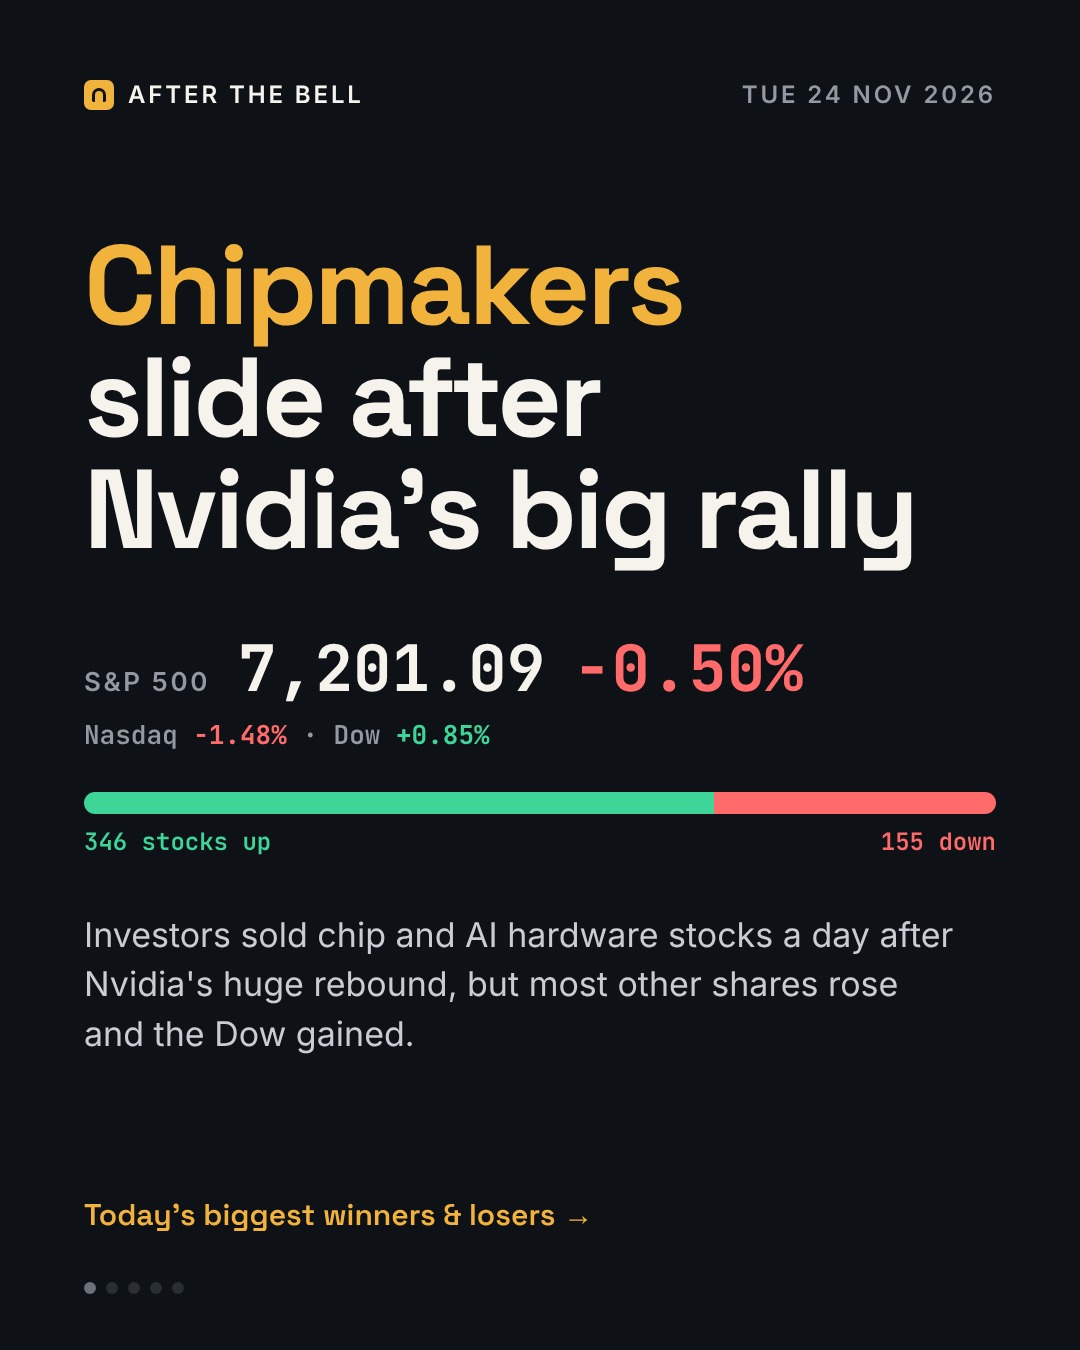 AFTER THE BELL
TUE 24 NOV 2026
Chipmakers
slide after
Nvidia’s big rally
S&P 500 7,201.09 -0.50%
Nasdaq -1.48% · Dow +0.85%
346 stocks up
155 down
Investors sold chip and AI hardware stocks a day after
Nvidia's huge rebound, but most other shares rose
and the Dow gained.
Today’s biggest winners & losers →